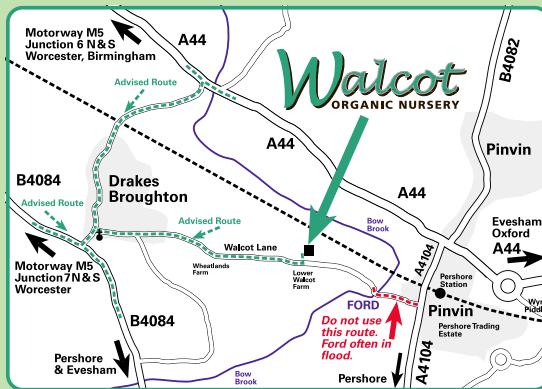 Motorway M5
Junction 6 N & S
Worcester, Birmingham
A44
B4082
Walcot
ORGANIC NURSERY
Advised Route
A44
Pinvin
A44
B4084
Drakes
Broughton
Advised Route
Advised Route
Bow
Brook
Evesham
Oxford
A44
Walcot Lane
A4104
Motorway M5
Junction 7 N & S
Worcester
Wheatlands
Farm
Lower
Walcot
Farm
Pershore
Station
FORD
Pinvin
Do not use
this route.
Ford often in
flood.
Pershore Trading
Estate
B4084
Pershore
& Evesham
Bow
Brook
Pershore
A4104